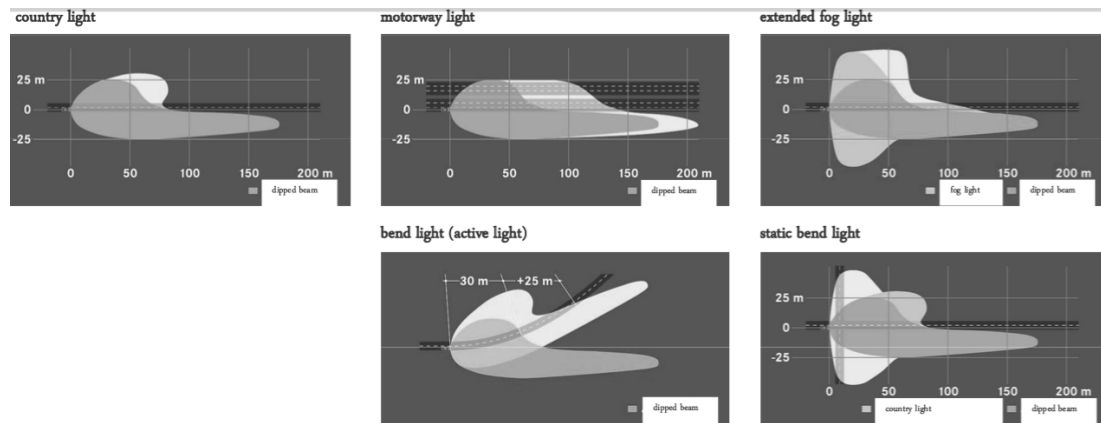 country light
25 m
0
-25
0 50 100 150 200 m
dipped beam
motorway light
0 50 100 150 200 m
dipped beam
extended fog light
25 m
0
-25
0 50 100 150 200 m
fog light dipped beam
bend light (active light)
30 m +25 m
dipped beam
static bend light
25 m
0
-25
0 50 100 150 200 m
country light dipped beam